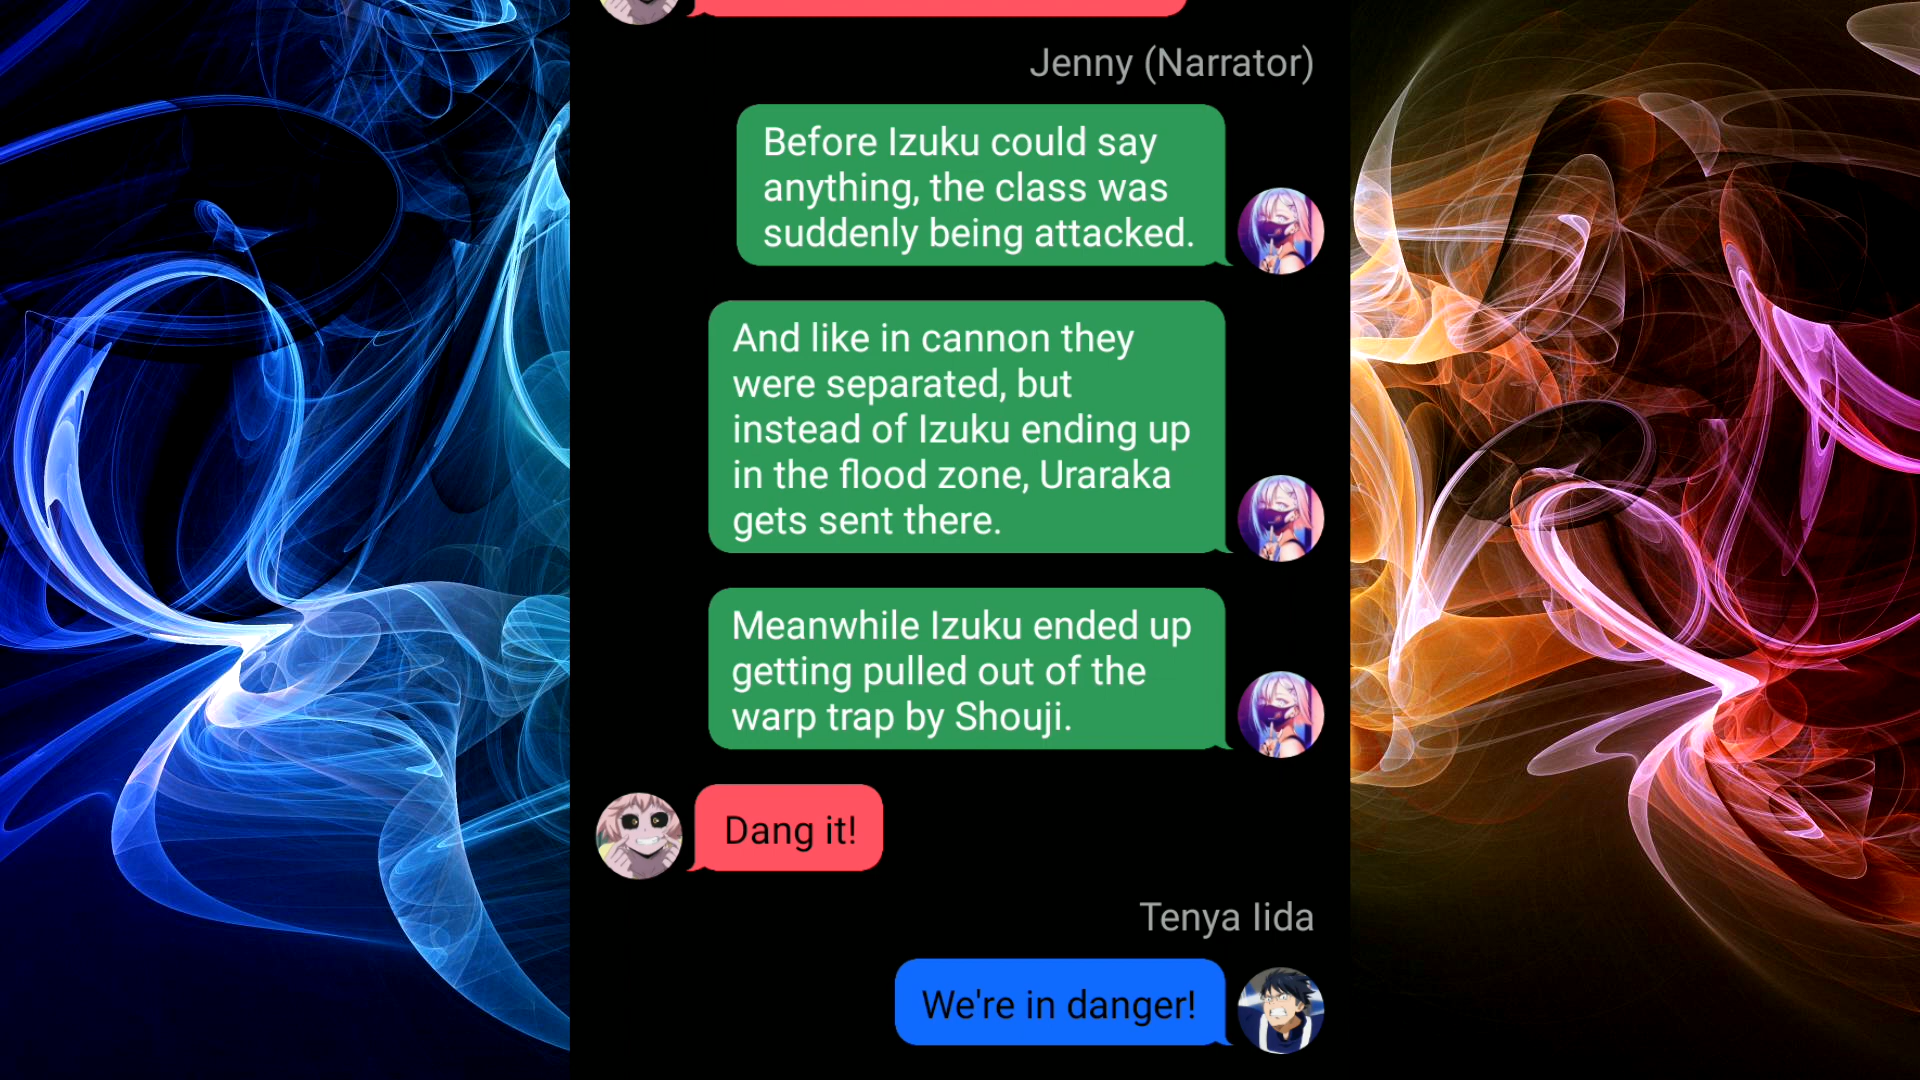 Jenny (Narrator)
Before Izuku could say
anything, the class was
suddenly being attacked.
And like in cannon they
were separated, but
instead of Izuku ending up
in the flood zone, Uraraka
gets sent there.
Meanwhile Izuku ended up
getting pulled out of the
warp trap by Shouji.
Dang it!
Tenya Iida
We're in danger!